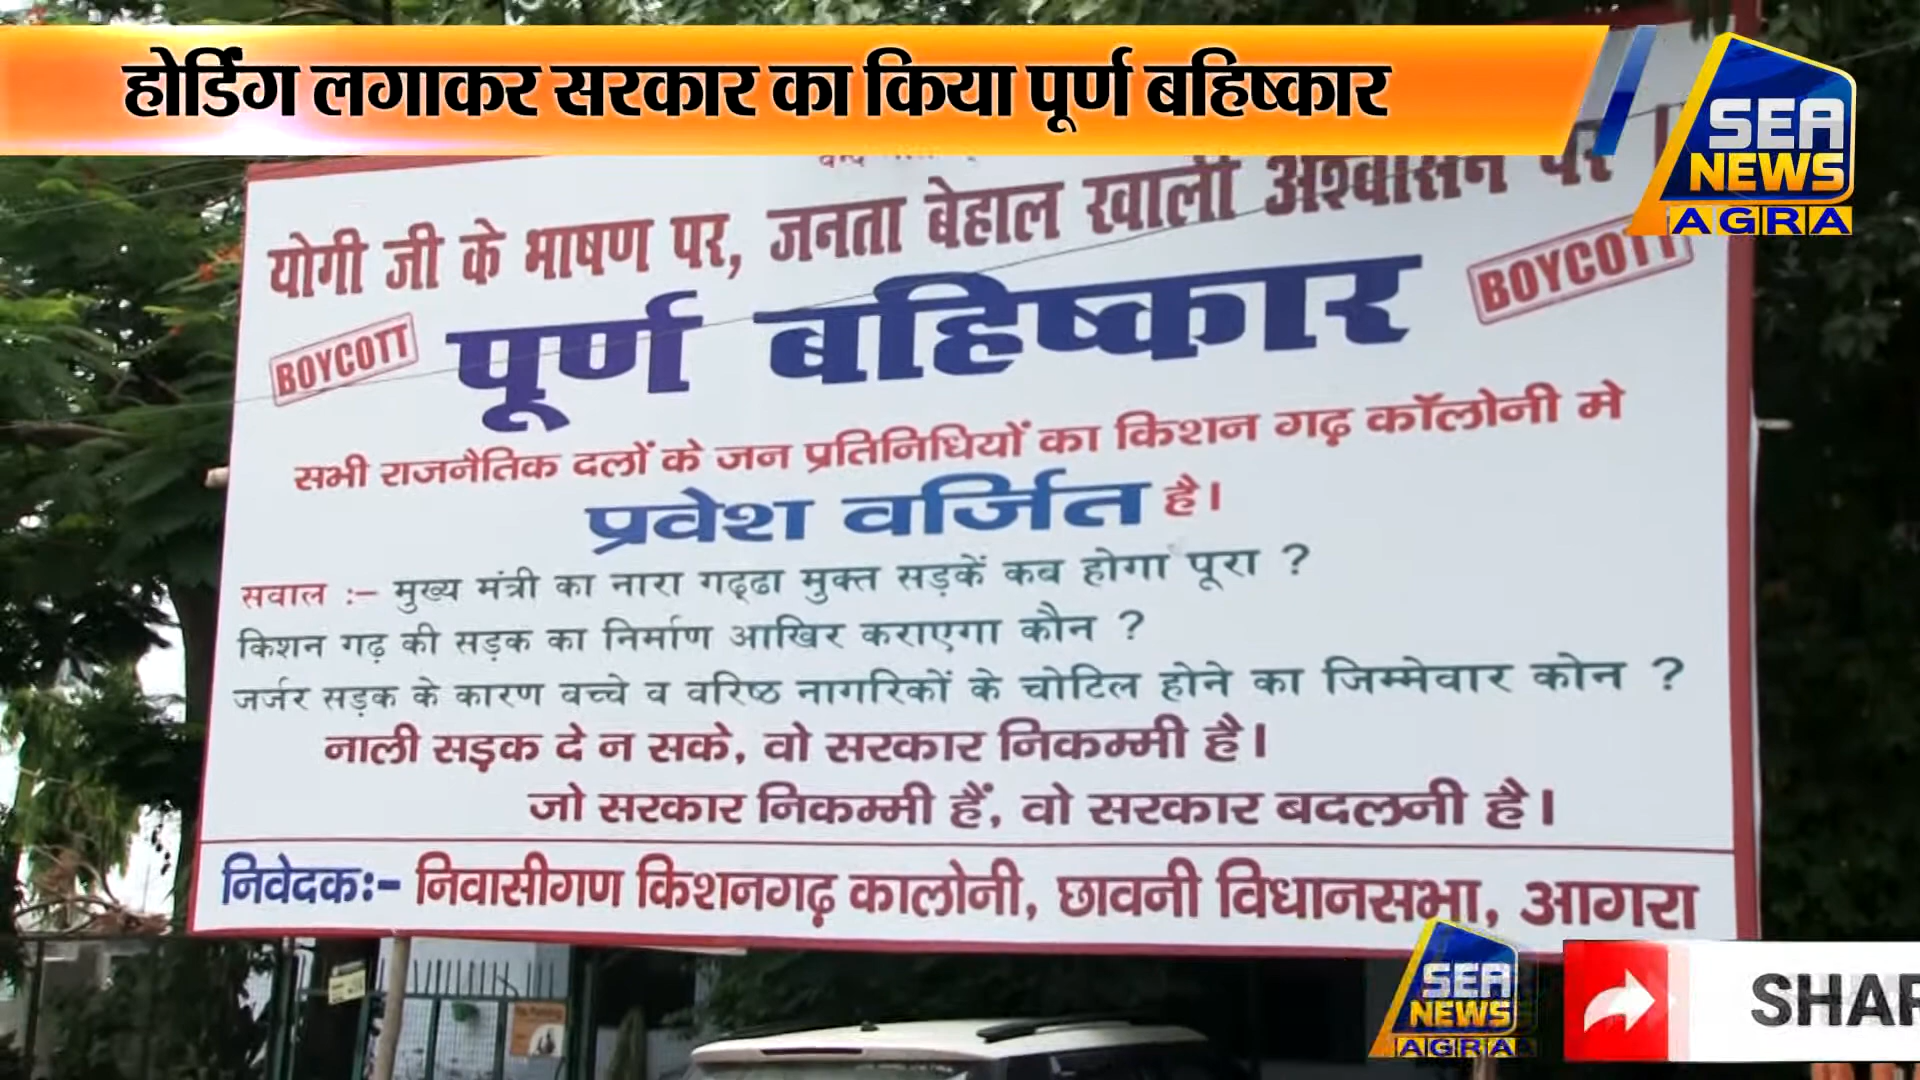 होर्डिंग लगाकर सरकार का किया पूर्ण बहिष्कार
SEA
NEWS
AGRA
योगी जी के भाषण पर, जनता बेहाल खाली अश्वासन पर
BOYCOTT
पूर्ण बहिष्कार
BOYCOTT
सभी राजनैतिक दलों के जन प्रतिनिधियों का किशन गढ़ कॉलोनी मे
प्रवेश वर्जित है।
सवाल :– मुख्य मंत्री का नारा गढ्ढा मुक्त सड़कें कब होगा पूरा ?
किशन गढ़ की सड़क का निर्माण आखिर कराएगा कौन ?
जर्जर सड़क के कारण बच्चे व वरिष्ठ नागरिकों के चोटिल होने का जिम्मेवार कोन ?
नाली सड़क दे न सके, वो सरकार निकम्मी है।
जो सरकार निकम्मी हैं, वो सरकार बदलनी है।
निवेदकः– निवासीगण किशनगढ़ कालोनी, छावनी विधानसभा, आगरा
SEA
NEWS
AGRA
SHAR